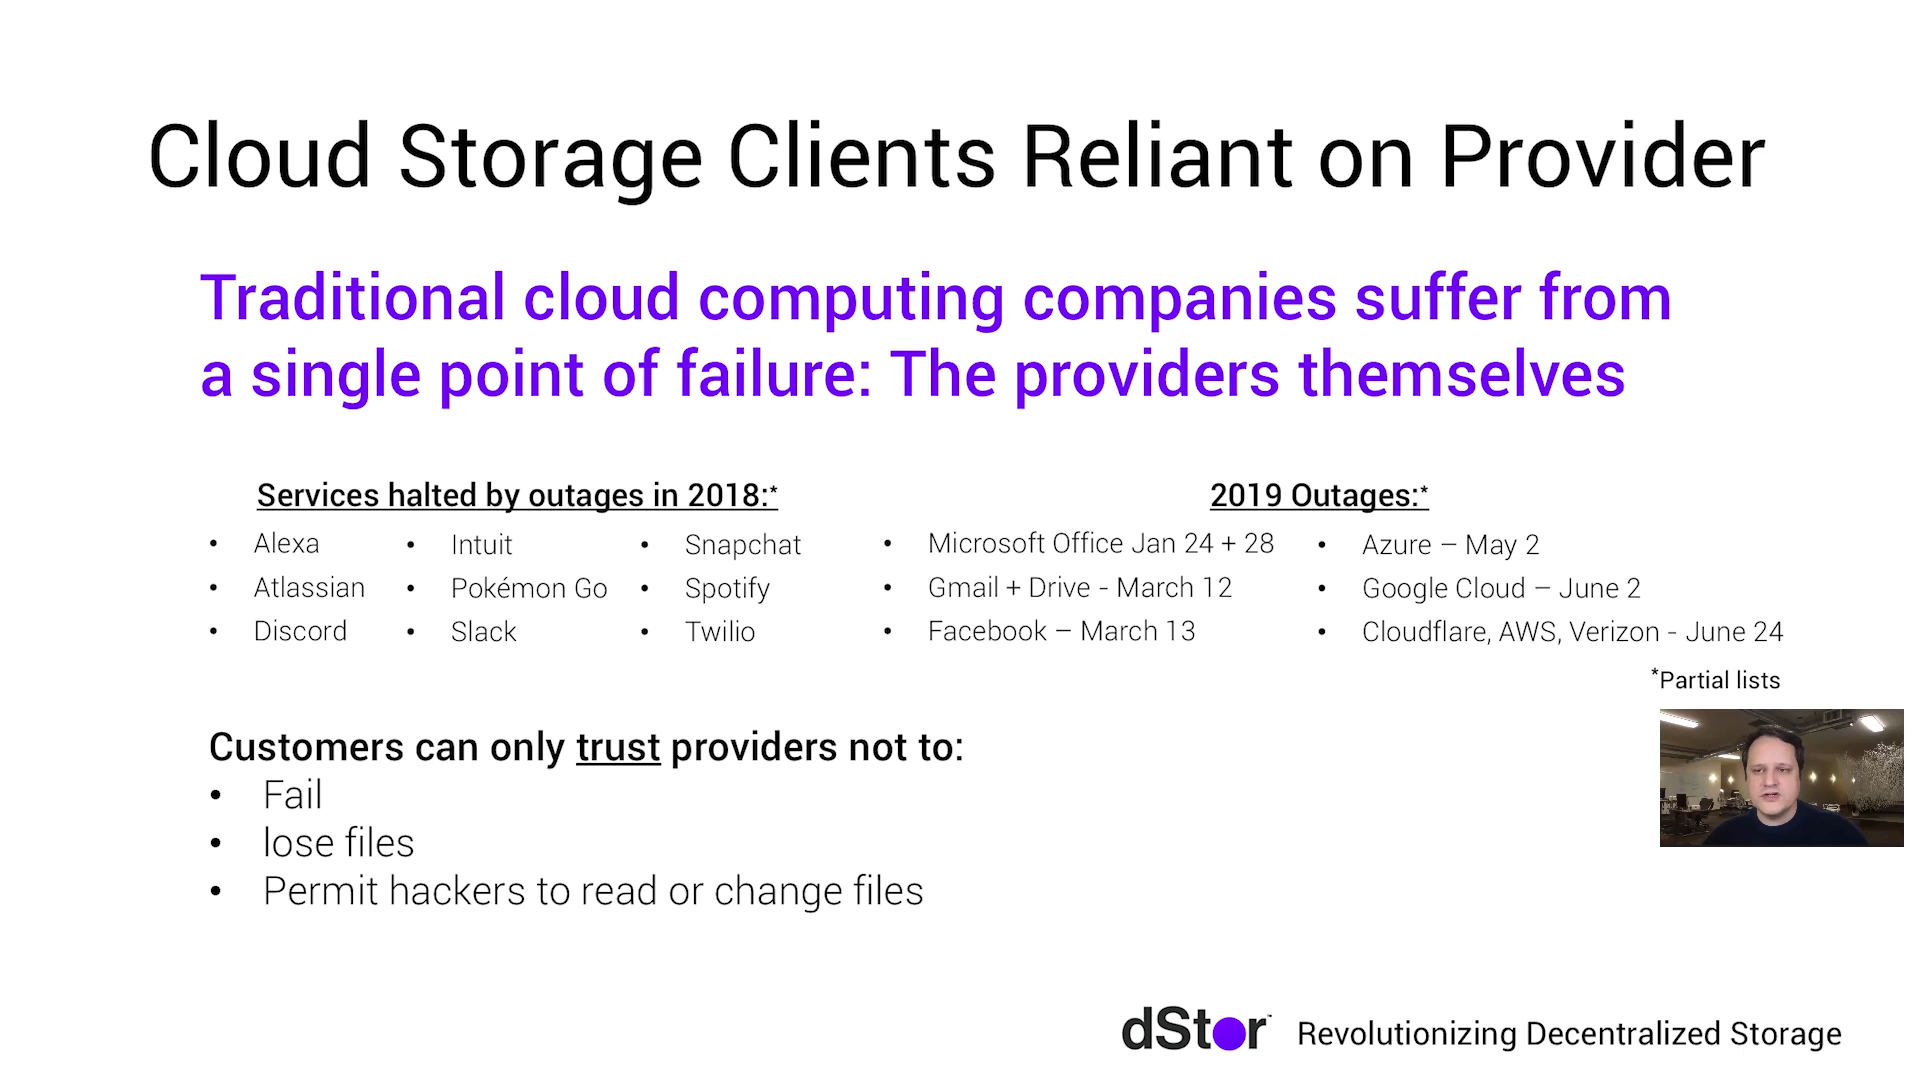 Cloud Storage Clients Reliant on Provider
Traditional cloud computing companies suffer from
a single point of failure: The providers themselves
Services halted by outages in 2018:*
• Alexa
• Atlassian
• Discord
• Intuit
• Pokémon Go
• Slack
• Snapchat
• Spotify
• Twilio
2019 Outages:*
• Microsoft Office Jan 24 + 28
• Gmail + Drive - March 12
• Facebook – March 13
• Azure – May 2
• Google Cloud – June 2
• Cloudflare, AWS, Verizon - June 24
*Partial lists
Customers can only trust providers not to:
• Fail
• lose files
• Permit hackers to read or change files
dStor™ Revolutionizing Decentralized Storage